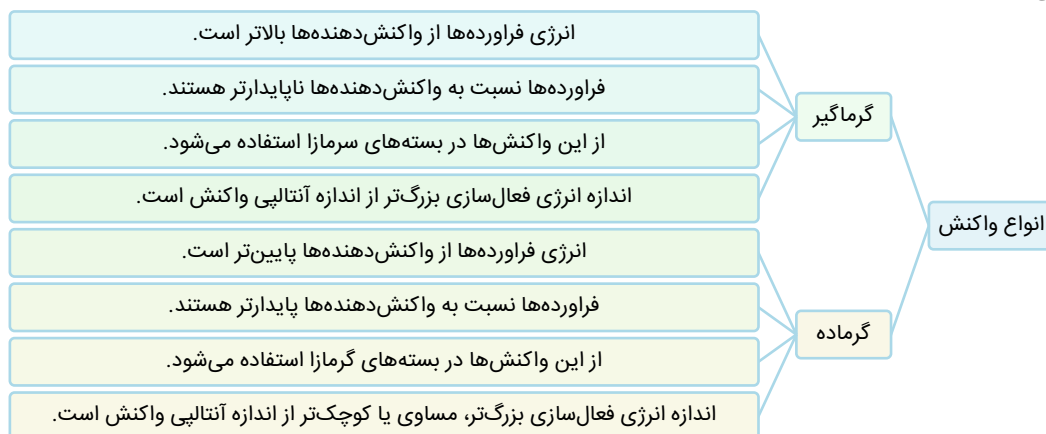 انواع واکنش
گرماگیر
انرژی فراورده‌ها از واکنش‌دهنده‌ها بالاتر است.
فراورده‌ها نسبت به واکنش‌دهنده‌ها ناپایدارتر هستند.
از این واکنش‌ها در بسته‌های سرمازا استفاده می‌شود.
اندازه انرژی فعال‌سازی بزرگ‌تر از اندازه آنتالپی واکنش است.
گرماده
انرژی فراورده‌ها از واکنش‌دهنده‌ها پایین‌تر است.
فراورده‌ها نسبت به واکنش‌دهنده‌ها پایدارتر هستند.
از این واکنش‌ها در بسته‌های گرمازا استفاده می‌شود.
اندازه انرژی فعال‌سازی بزرگ‌تر، مساوی یا کوچک‌تر از اندازه آنتالپی واکنش است.